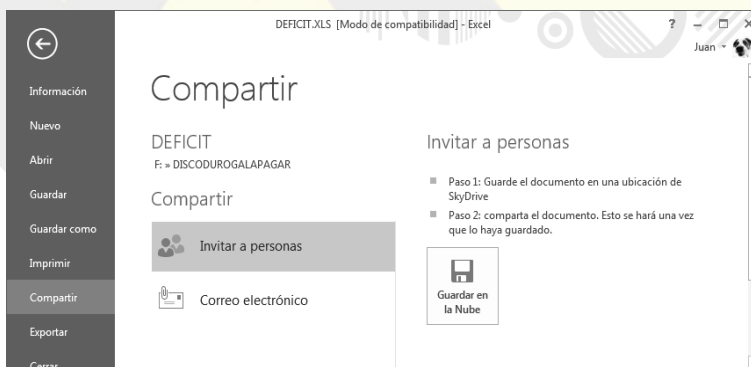 DEFICIT.XLS [Modo de compatibilidad] - Excel
?
Juan
Información
Nuevo
Abrir
Guardar
Guardar como
Imprimir
Compartir
Exportar
Cerrar
Compartir
DEFICIT
F: » DISCODUROGALAPAGAR
Compartir
Invitar a personas
Correo electrónico
Invitar a personas
Paso 1: Guarde el documento en una ubicación de
SkyDrive
Paso 2: comparta el documento. Esto se hará una vez
que lo haya guardado.
Guardar en
la Nube